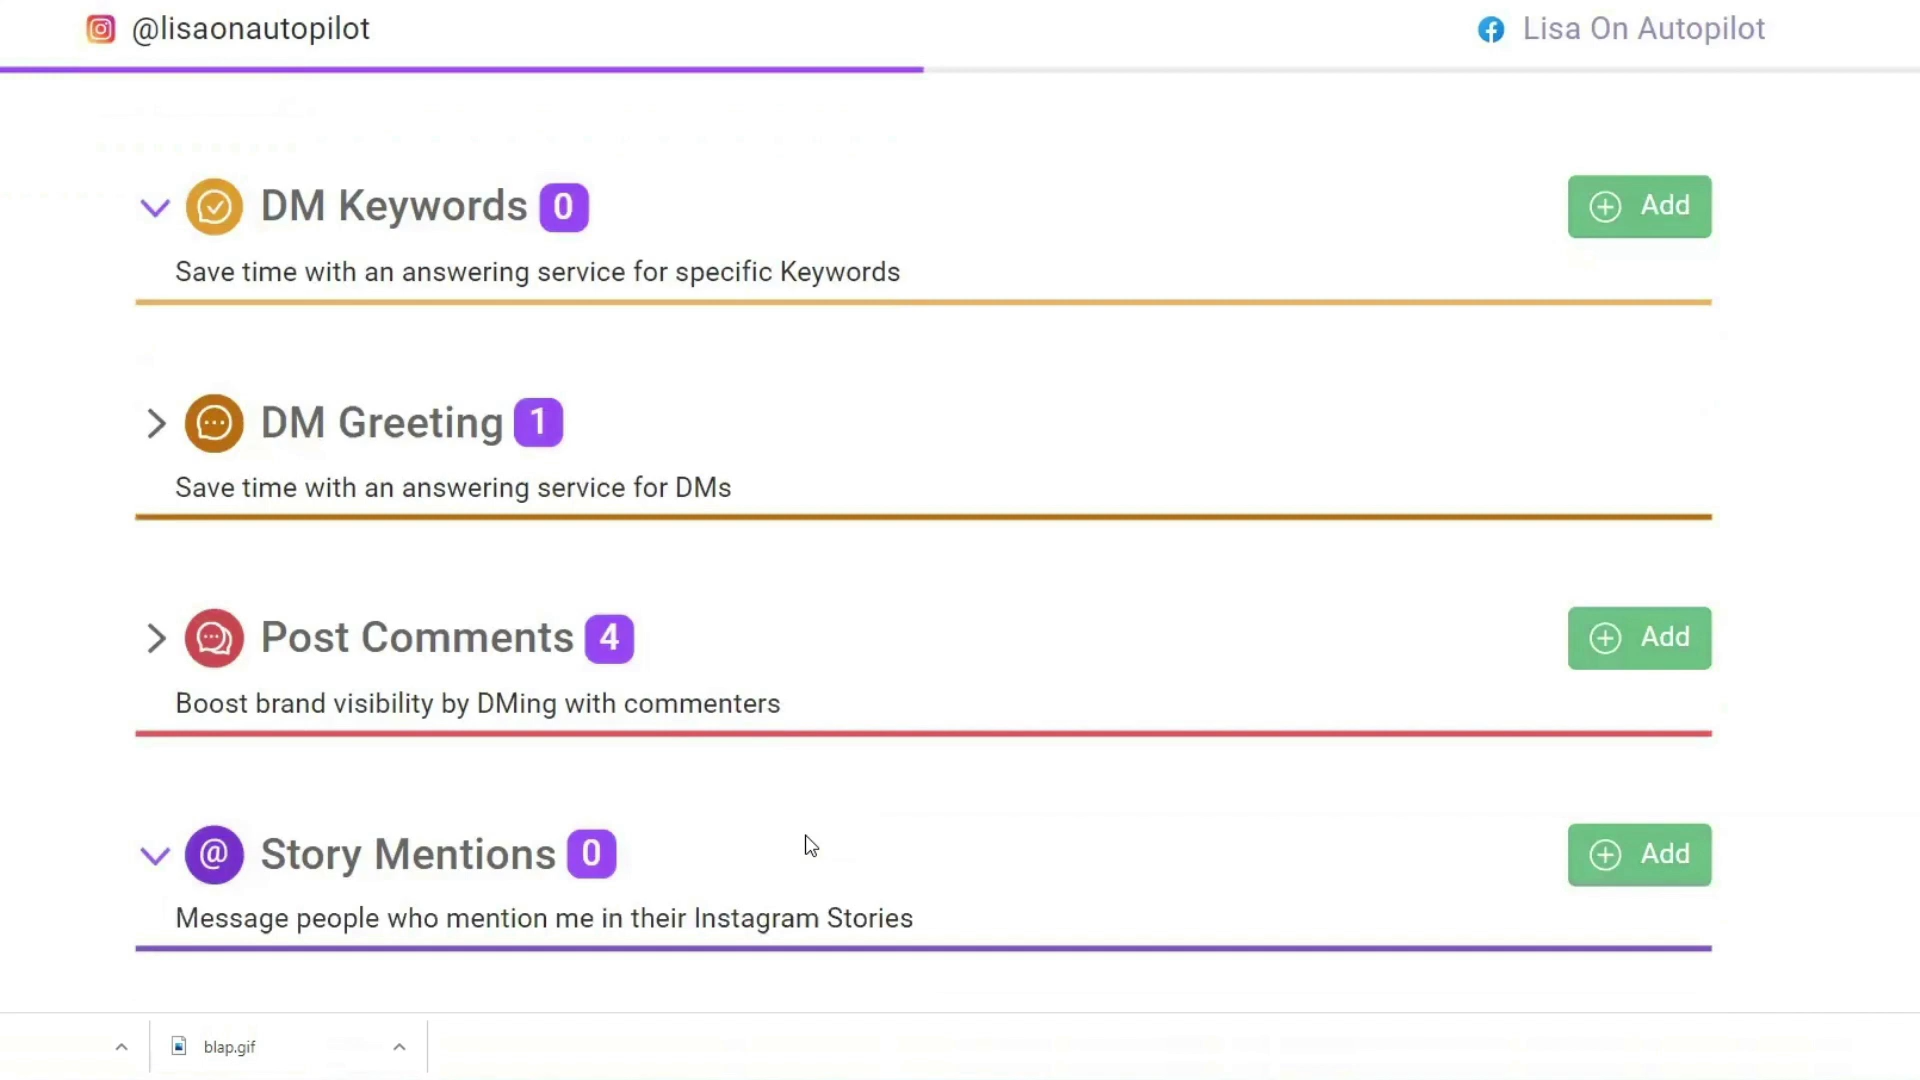 @lisaonautopilot
Lisa On Autopilot
DM Keywords 0
Add
Save time with an answering service for specific Keywords
DM Greeting 1
Save time with an answering service for DMs
Post Comments 4
Add
Boost brand visibility by DMing with commenters
@ Story Mentions 0
Add
Message people who mention me in their Instagram Stories
blap.gif